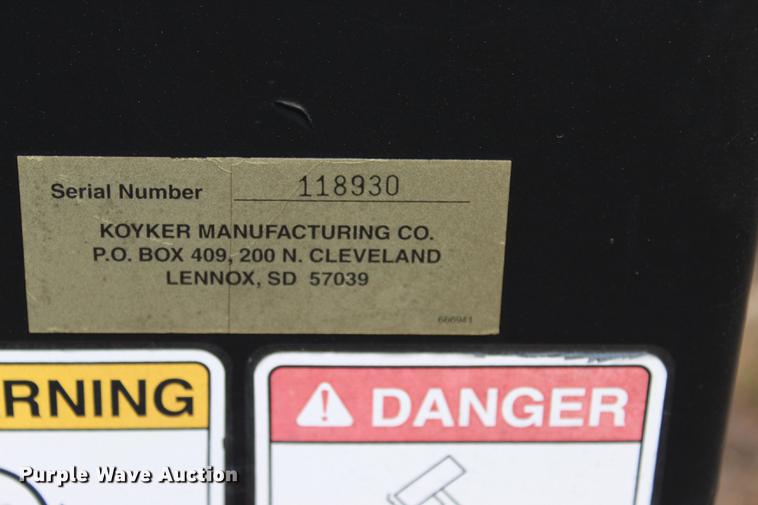 Serial Number 118930
KOYKER MANUFACTURING CO.
P.O. BOX 409, 200 N. CLEVELAND
LENNOX, SD 57039
666941
RNING
DANGER
Purple Wave Auction